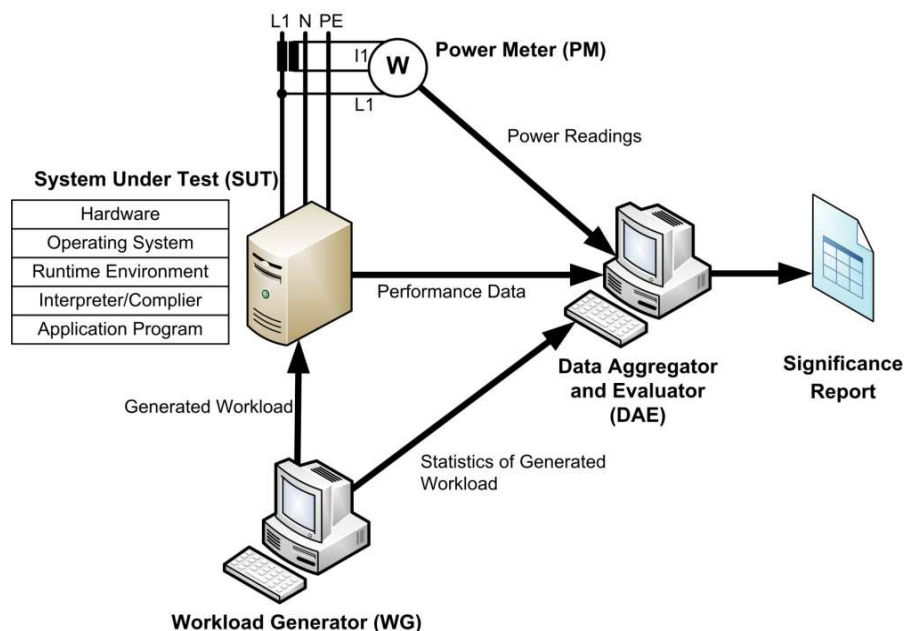 L1 N PE
I1
W
Power Meter (PM)
L1
Power Readings
System Under Test (SUT)
Hardware
Operating System
Runtime Environment
Interpreter/Complier
Application Program
Performance Data
Data Aggregator
and Evaluator
(DAE)
Significance
Report
Generated Workload
Statistics of Generated
Workload
Workload Generator (WG)